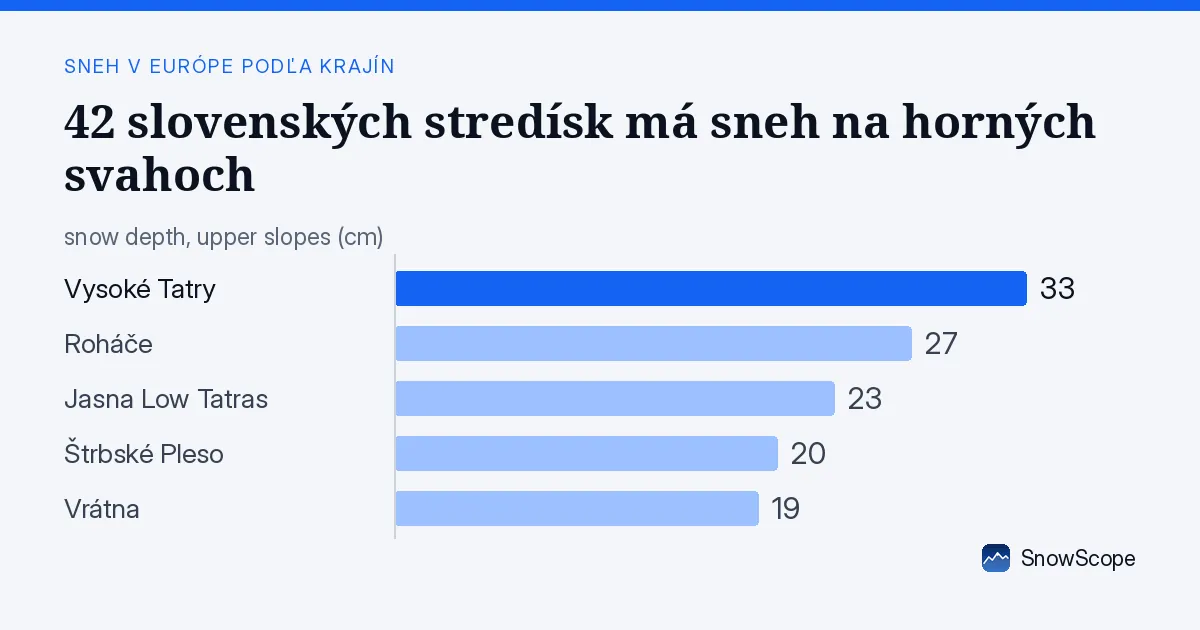 SNEH V EURÓPE PODĽA KRAJÍN
42 slovenských stredísk má sneh na horných
svahoch
snow depth, upper slopes (cm)
Vysoké Tatry 33
Roháče 27
Jasna Low Tatras 23
Štrbské Pleso 20
Vrátna 19
SnowScope